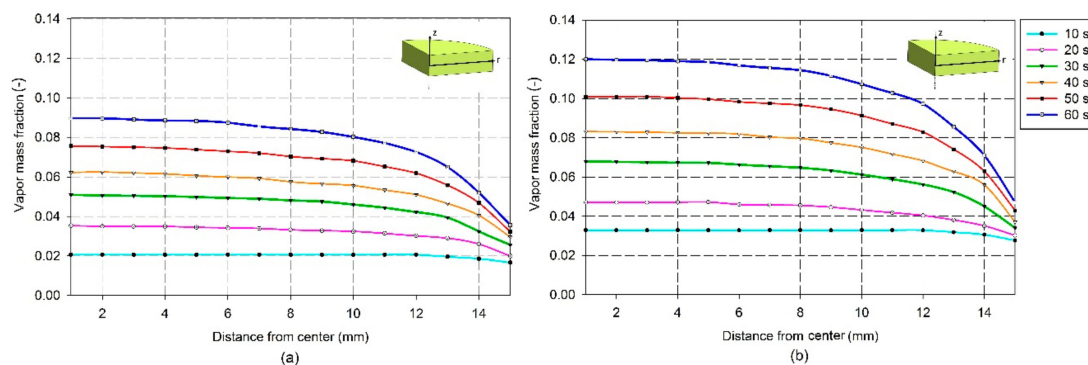 (a)
0.14
0.12
0.10
0.08
0.06
0.04
0.02
0.00
Vapor mass fraction (-)
z
r
2 4 6 8 10 12 14
Distance from center (mm)
(a)
(b)
0.14
0.12
0.10
0.08
0.06
0.04
0.02
0.00
Vapor mass fraction (-)
z
r
2 4 6 8 10 12 14
Distance from center (mm)
(b)
10 s
20 s
30 s
40 s
50 s
60 s